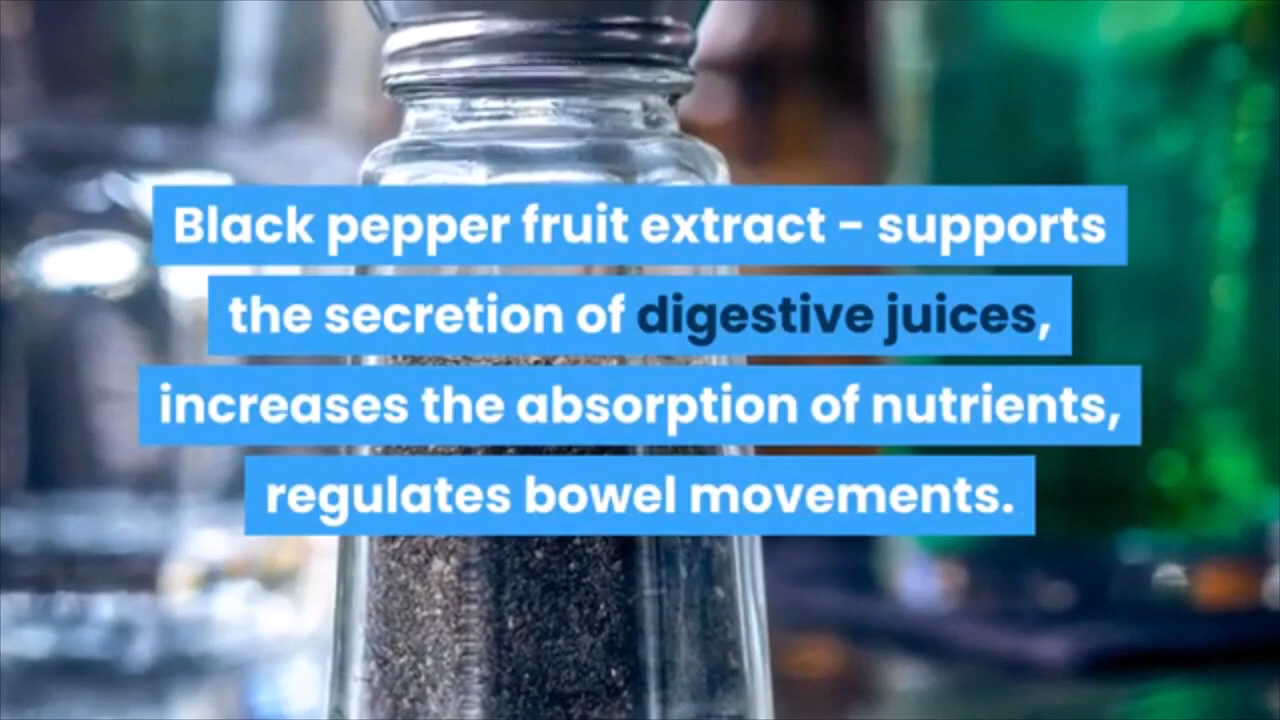 Black pepper fruit extract - supports
the secretion of digestive juices,
increases the absorption of nutrients,
regulates bowel movements.